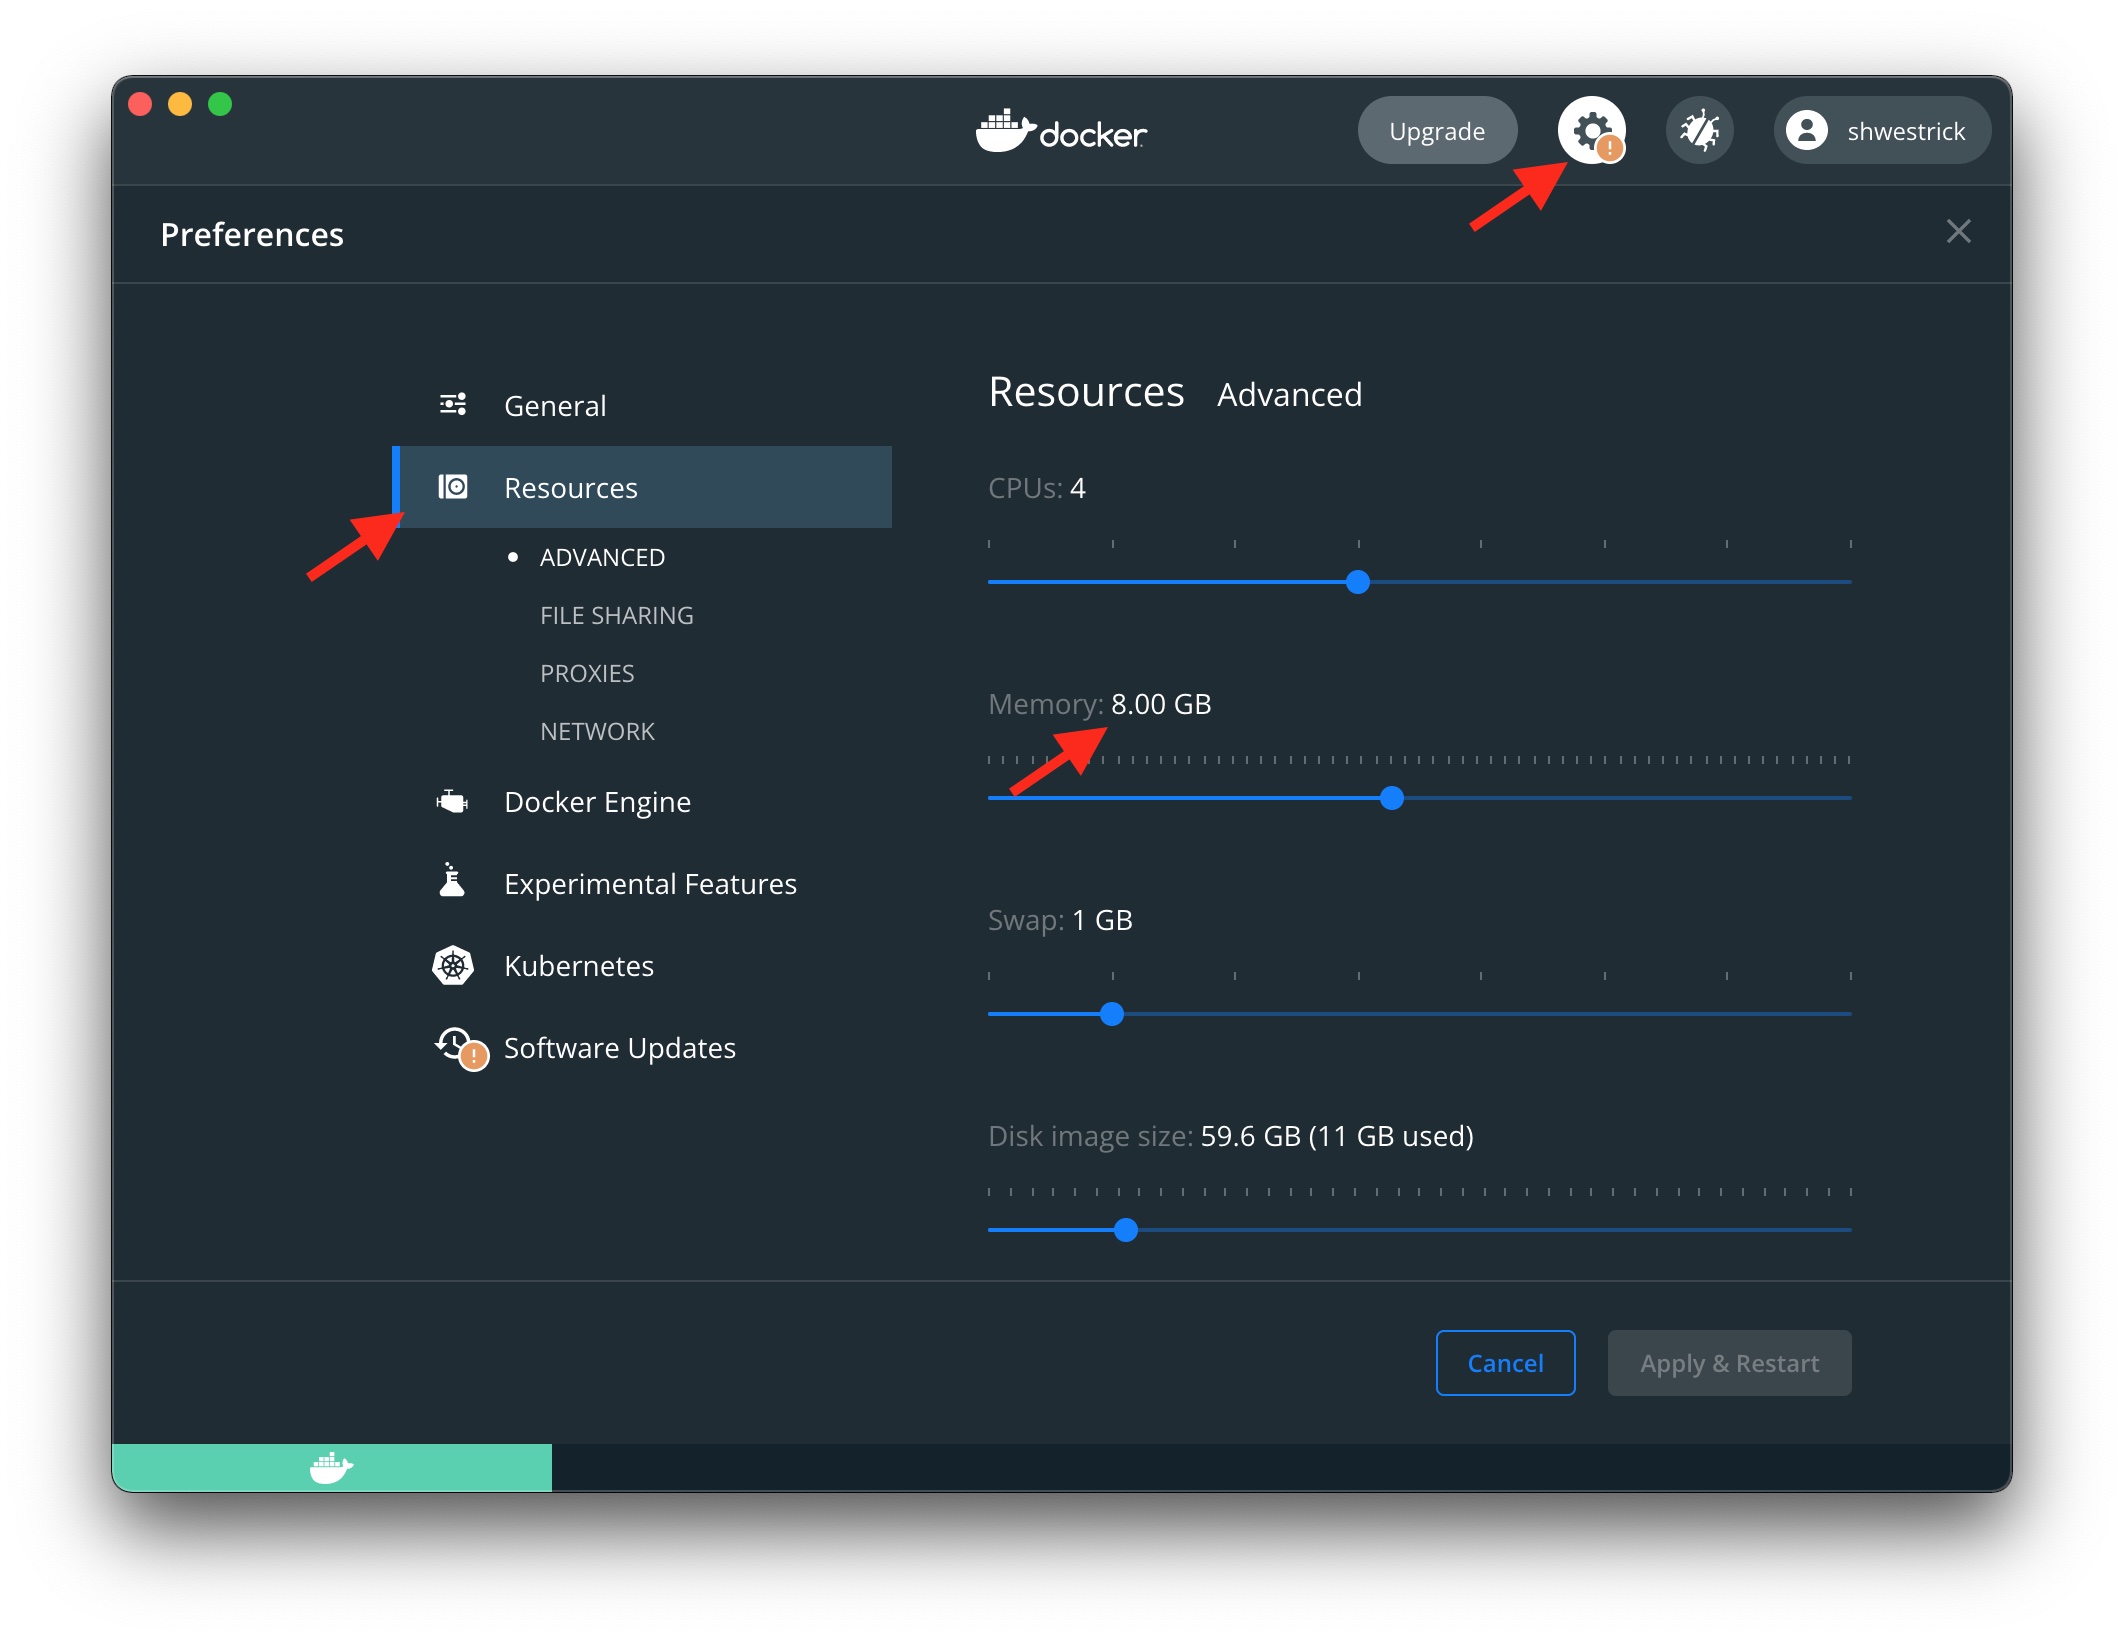 docker
Upgrade
shwestrick
Preferences
General
Resources
ADVANCED
FILE SHARING
PROXIES
NETWORK
Docker Engine
Experimental Features
Kubernetes
Software Updates
Resources Advanced
CPUs: 4
Memory: 8.00 GB
Swap: 1 GB
Disk image size: 59.6 GB (11 GB used)
Cancel
Apply & Restart